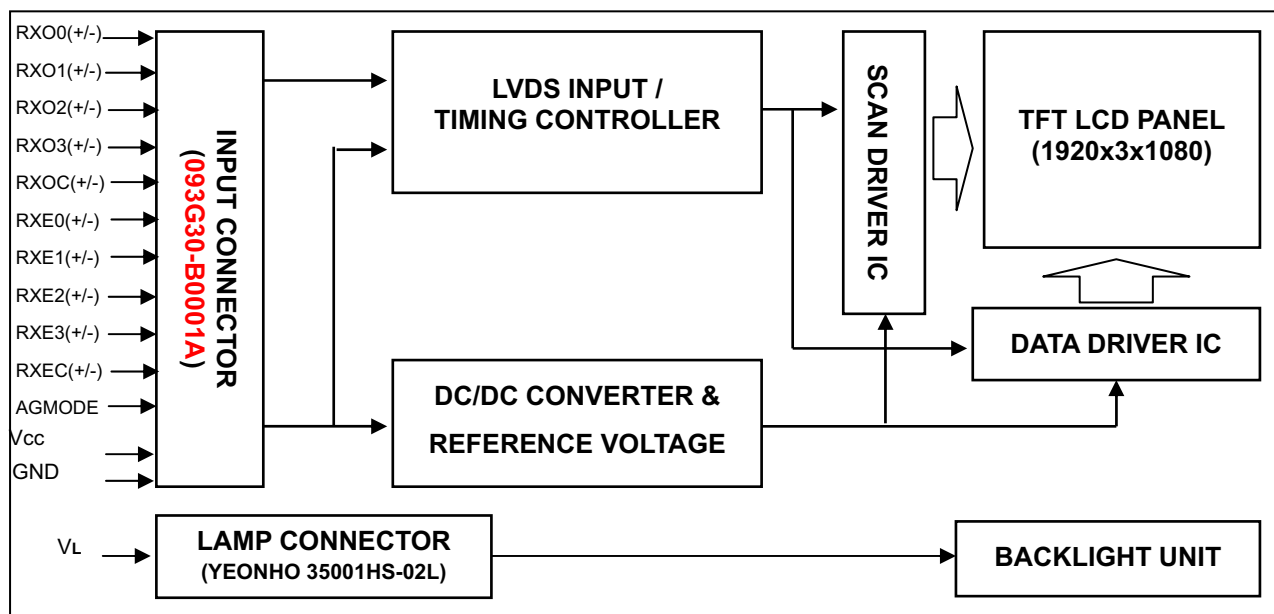 RXO0(+/-)
RXO1(+/-)
RXO2(+/-)
RXO3(+/-)
RXOC(+/-)
RXE0(+/-)
RXE1(+/-)
RXE2(+/-)
RXE3(+/-)
RXEC(+/-)
AGMODE
Vcc
GND
INPUT CONNECTOR
(093G30-B0001A)
LVDS INPUT /
TIMING CONTROLLER
SCAN DRIVER IC
TFT LCD PANEL
(1920x3x1080)
DC/DC CONVERTER &
REFERENCE VOLTAGE
DATA DRIVER IC
VL
LAMP CONNECTOR
(YEONHO 35001HS-02L)
BACKLIGHT UNIT